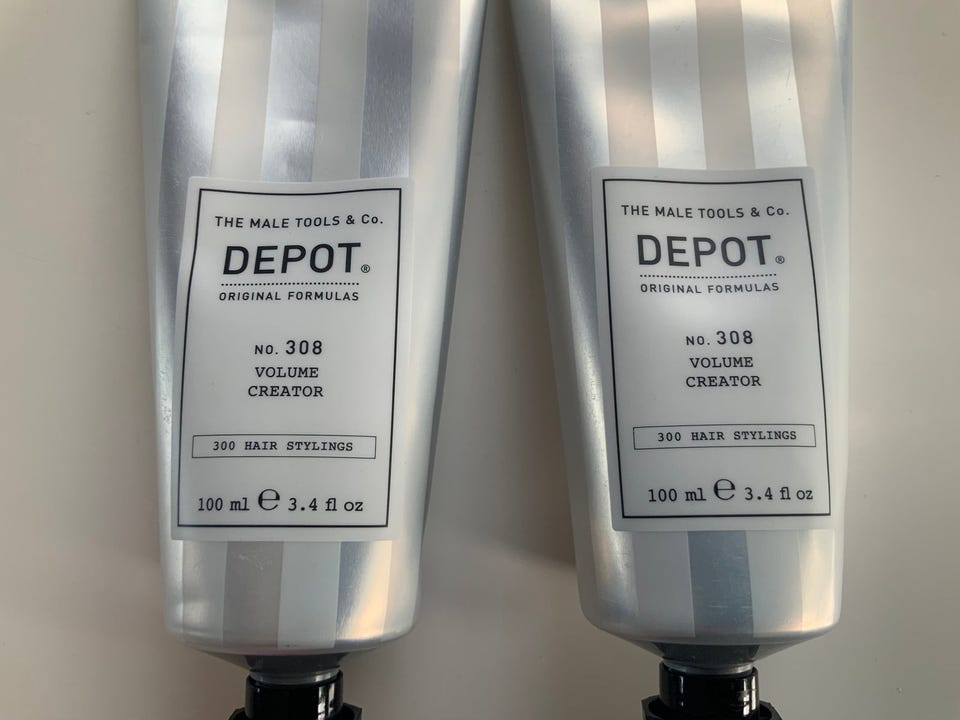 THE MALE TOOLS & Co.
DEPOT®
ORIGINAL FORMULAS
NO. 308
VOLUME
CREATOR
300 HAIR STYLINGS
100 ml ℮ 3.4 fl oz
THE MALE TOOLS & Co.
DEPOT®
ORIGINAL FORMULAS
NO. 308
VOLUME
CREATOR
300 HAIR STYLINGS
100 ml ℮ 3.4 fl oz